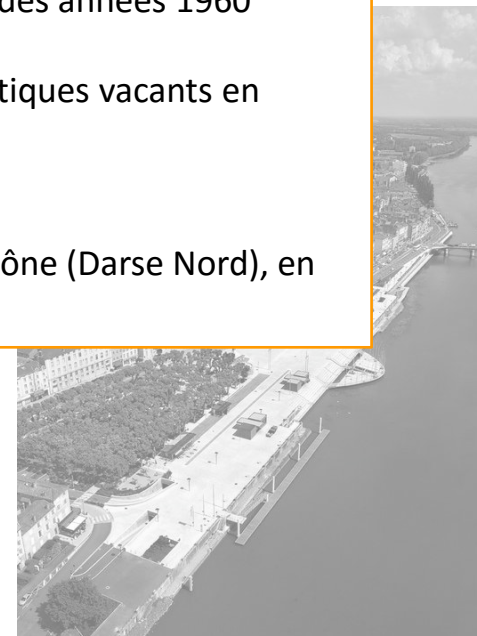 des années 1960
tiques vacants en
ône (Darse Nord), en